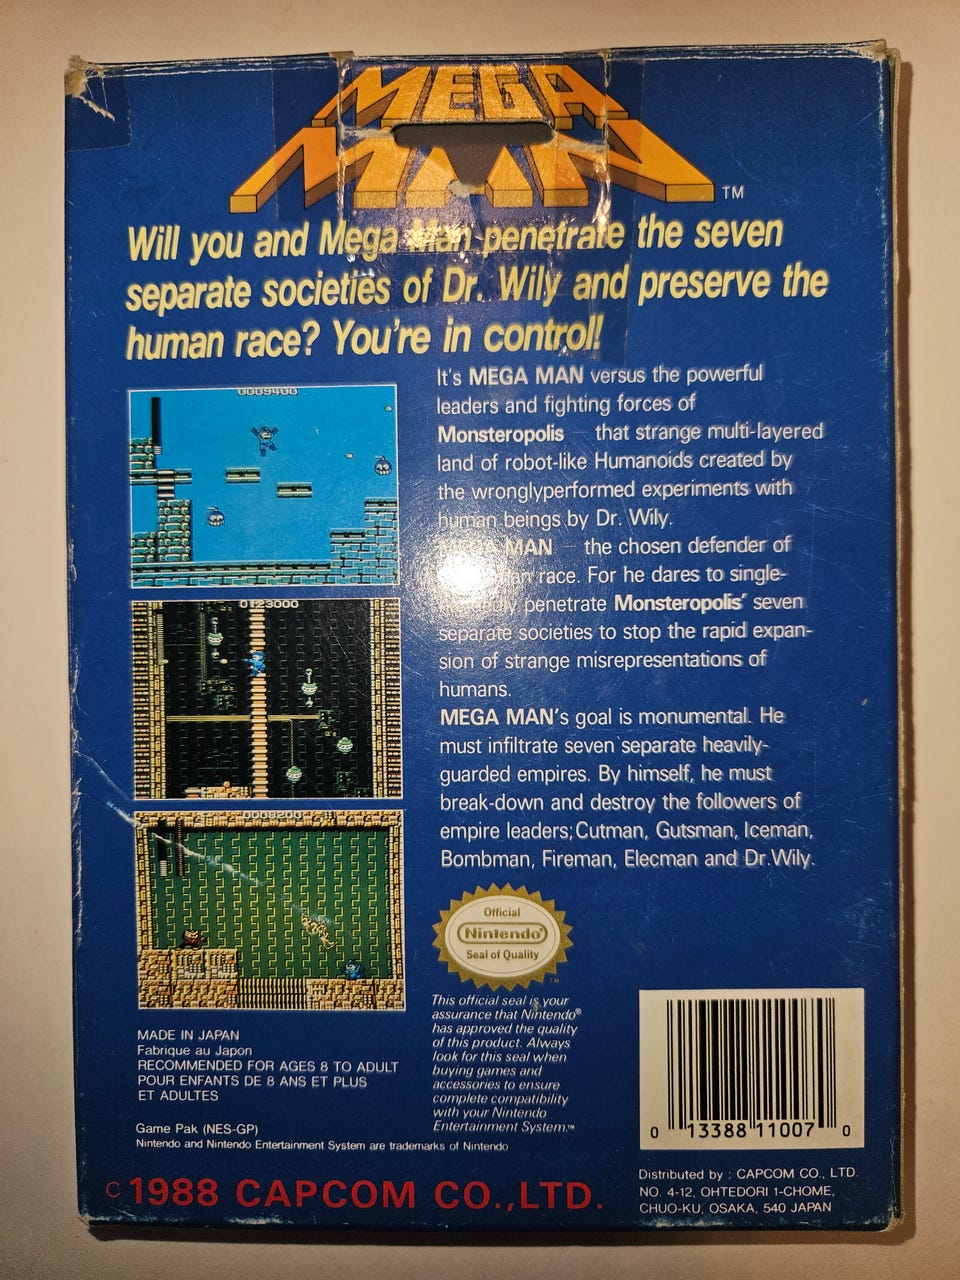 MEGA
MAN TM
Will you and Mega Man penetrate the seven
separate societies of Dr. Wily and preserve the
human race? You're in control!
0009400
0123000
0008200
It's MEGA MAN versus the powerful
leaders and fighting forces of
Monsteropolis — that strange multi-layered
land of robot-like Humanoids created by
the wronglyperformed experiments with
human beings by Dr. Wily.
MEGA MAN — the chosen defender of
race. For he dares to single-
penetrate Monsteropolis' seven
separate societies to stop the rapid expan-
sion of strange misrepresentations of
humans.
MEGA MAN's goal is monumental. He
must infiltrate seven separate heavily-
guarded empires. By himself, he must
break-down and destroy the followers of
empire leaders; Cutman, Gutsman, Iceman,
Bombman, Fireman, Elecman and Dr. Wily.
Official
Nintendo®
Seal of Quality
TM
This official seal is your
assurance that Nintendo®
has approved the quality
of this product. Always
look for this seal when
buying games and
accessories to ensure
complete compatibility
with your Nintendo
Entertainment System.™
MADE IN JAPAN
Fabrique au Japon
RECOMMENDED FOR AGES 8 TO ADULT
POUR ENFANTS DE 8 ANS ET PLUS
ET ADULTES
Game Pak (NES-GP)
Nintendo and Nintendo Entertainment System are trademarks of Nintendo
© 1988 CAPCOM CO., LTD.
0 13388 11007 0
Distributed by : CAPCOM CO., LTD.
NO. 4-12, OHTEDORI 1-CHOME,
CHUO-KU, OSAKA, 540 JAPAN